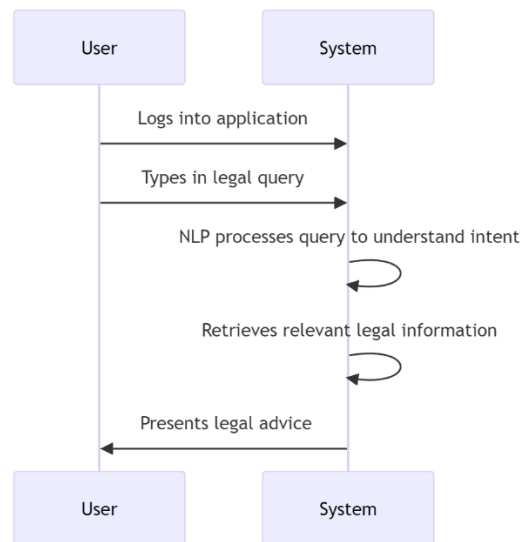 User
System
Logs into application
Types in legal query
NLP processes query to understand intent
Retrieves relevant legal information
Presents legal advice
User
System